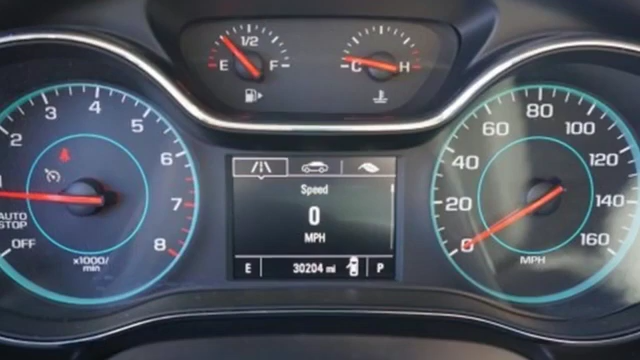 1/2
E F
C H
1 2 3 4 5 6 7 8
AUTO
STOP
OFF
x1000/
min
Speed
0
MPH
E 30204 mi P
0 20 40 60 80 100 120 140 160
MPH